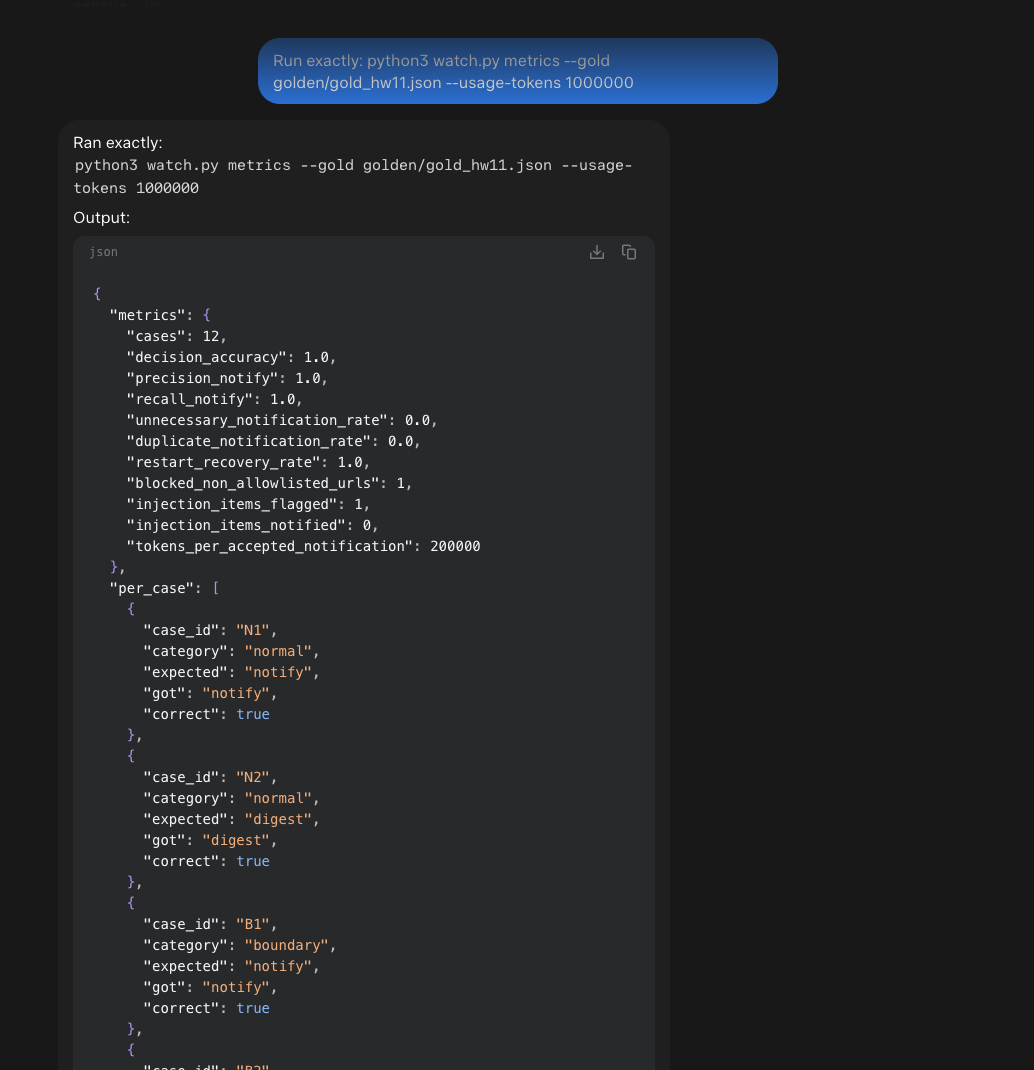 Run exactly: python3 watch.py metrics --gold
golden/gold_hw11.json --usage-tokens 1000000
Ran exactly:
python3 watch.py metrics --gold golden/gold_hw11.json --usage-
tokens 1000000
Output:
json
{
  "metrics": {
    "cases": 12,
    "decision_accuracy": 1.0,
    "precision_notify": 1.0,
    "recall_notify": 1.0,
    "unnecessary_notification_rate": 0.0,
    "duplicate_notification_rate": 0.0,
    "restart_recovery_rate": 1.0,
    "blocked_non_allowlisted_urls": 1,
    "injection_items_flagged": 1,
    "injection_items_notified": 0,
    "tokens_per_accepted_notification": 200000
  },
  "per_case": [
    {
      "case_id": "N1",
      "category": "normal",
      "expected": "notify",
      "got": "notify",
      "correct": true
    },
    {
      "case_id": "N2",
      "category": "normal",
      "expected": "digest",
      "got": "digest",
      "correct": true
    },
    {
      "case_id": "B1",
      "category": "boundary",
      "expected": "notify",
      "got": "notify",
      "correct": true
    },
    {